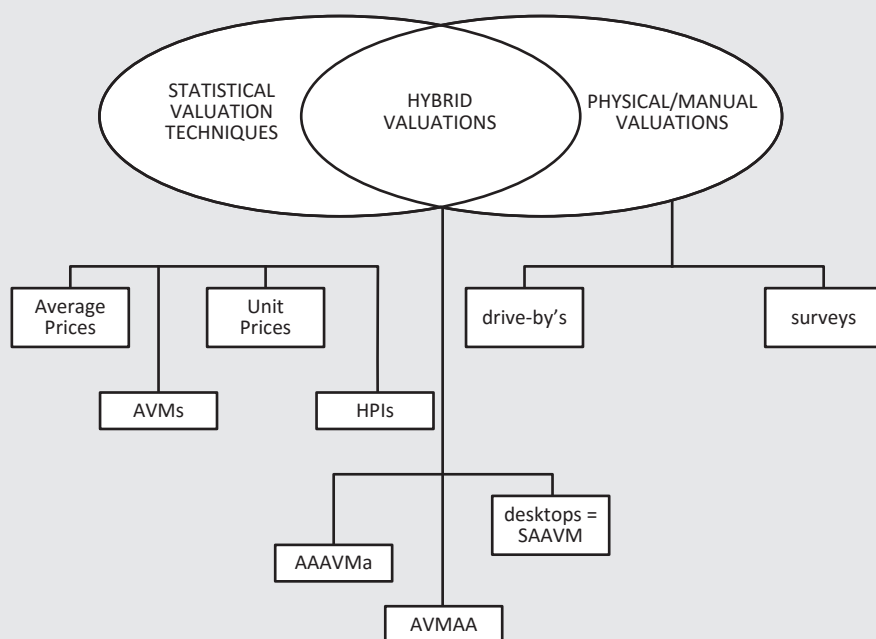 STATISTICAL
VALUATION
TECHNIQUES
HYBRID
VALUATIONS
PHYSICAL/MANUAL
VALUATIONS
Average
Prices
Unit
Prices
drive-by’s
surveys
AVMs
HPIs
desktops =
SAAVM
AAAVMa
AVMAA